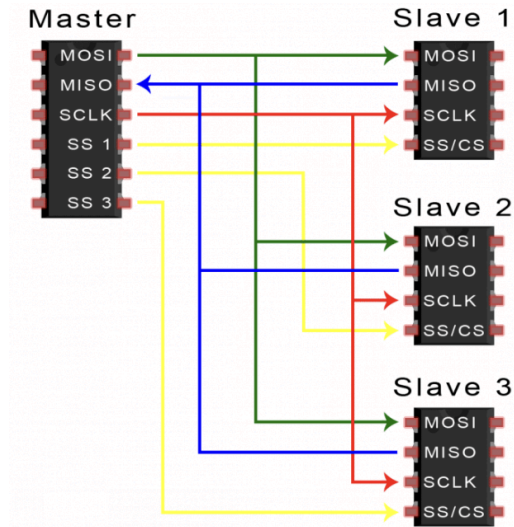 Master
MOSI
MISO
SCLK
SS 1
SS 2
SS 3
Slave 1
MOSI
MISO
SCLK
SS/CS
Slave 2
MOSI
MISO
SCLK
SS/CS
Slave 3
MOSI
MISO
SCLK
SS/CS